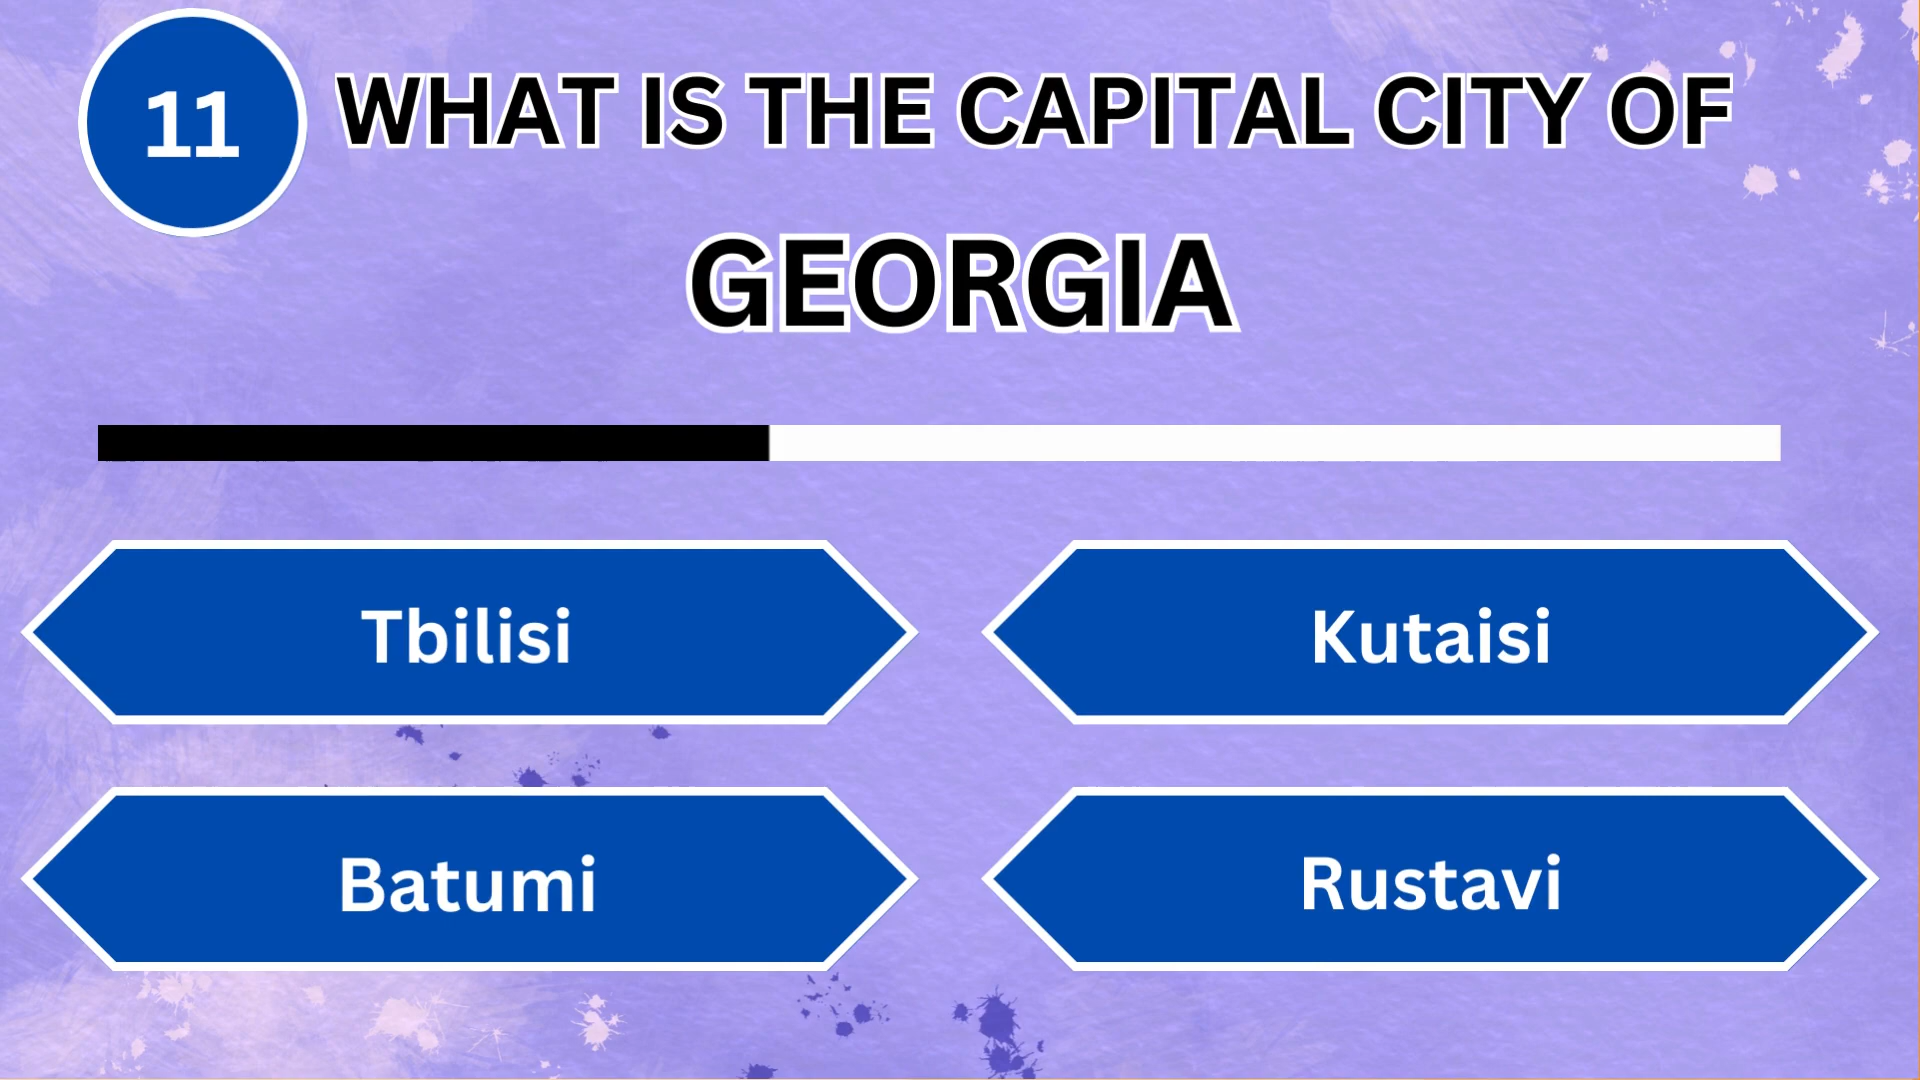 11
WHAT IS THE CAPITAL CITY OF
GEORGIA
Tbilisi
Kutaisi
Batumi
Rustavi